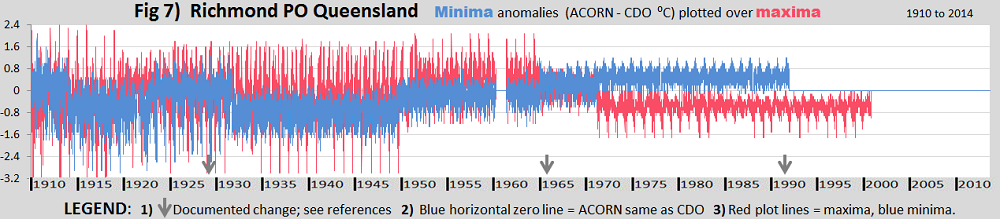 Fig 7) Richmond PO Queensland Minima anomalies (ACORN - CDO ⁰C) plotted over maxima 1910 to 2014
2.4
1.6
0.8
0
-0.8
-1.6
-2.4
-3.2
1910 1915 1920 1925 1930 1935 1940 1945 1950 1955 1960 1965 1970 1975 1980 1985 1990 1995 2000 2005 2010
LEGEND: 1) Documented change; see references 2) Blue horizontal zero line = ACORN same as CDO 3) Red plot lines = maxima, blue minima.